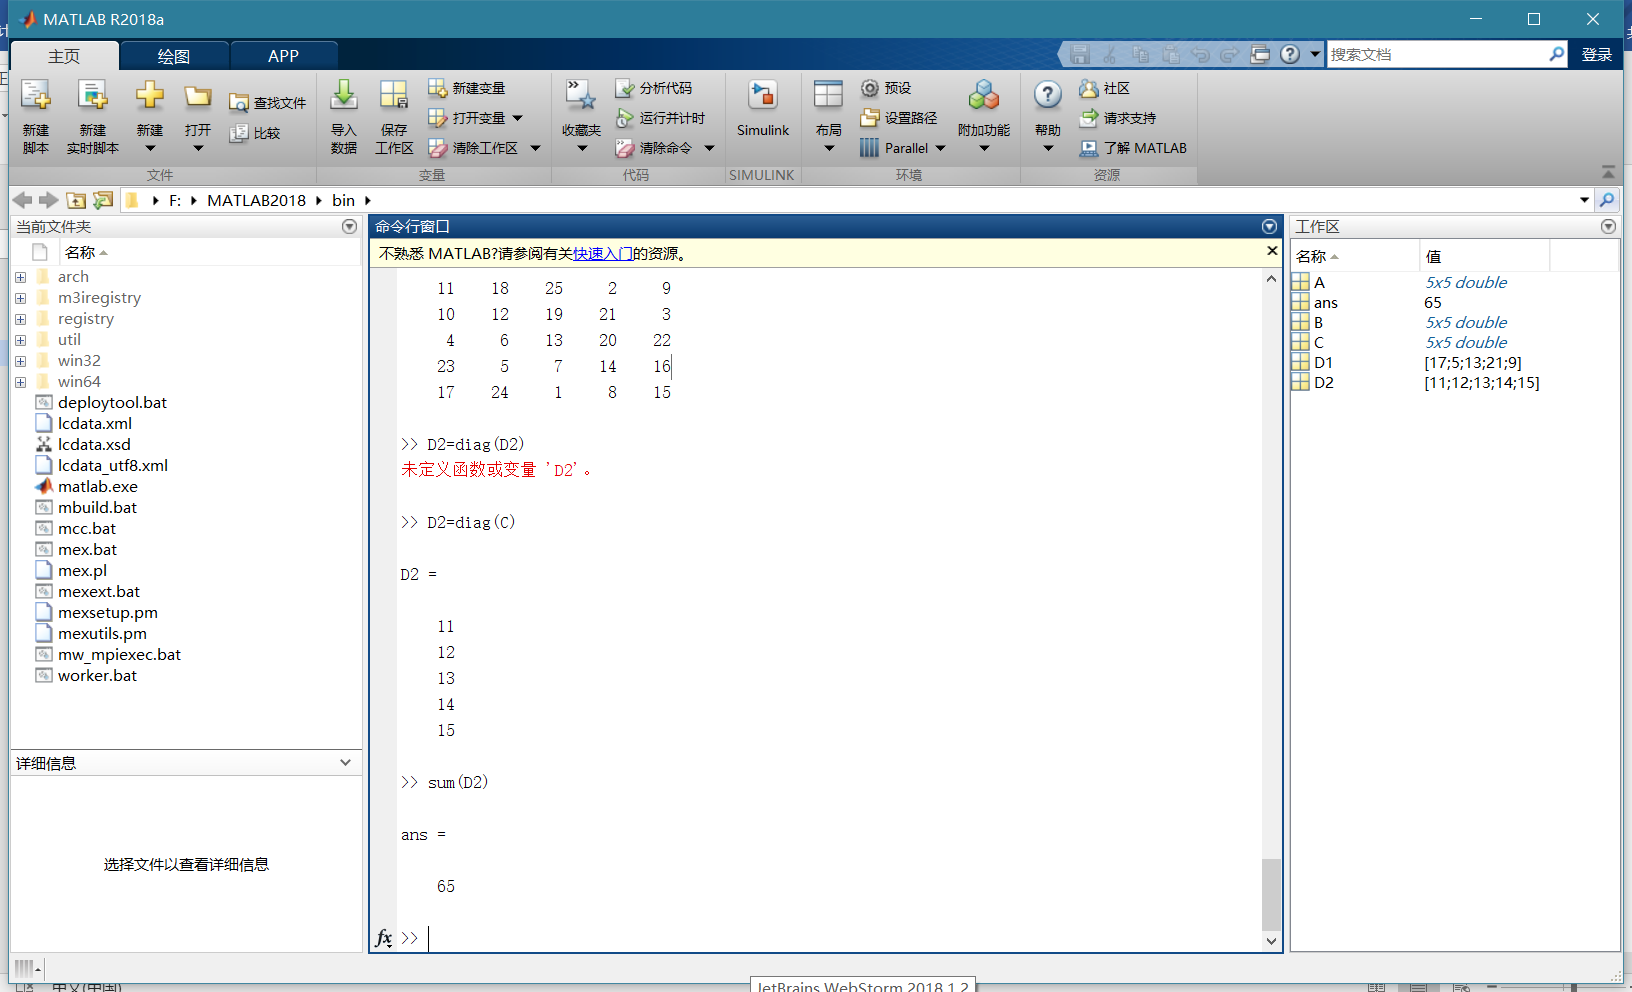 MATLAB R2018a
主页 绘图 APP
搜索文档 登录
新建脚本 新建实时脚本 新建 打开 查找文件 比较
导入数据 保存工作区 新建变量 打开变量 清除工作区
收藏夹 分析代码 运行并计时 清除命令
Simulink
布局 预设 设置路径 Parallel 附加功能
帮助 社区 请求支持 了解 MATLAB
文件 变量 代码 SIMULINK 环境 资源
F: MATLAB2018 bin
当前文件夹
名称
arch
m3iregistry
registry
util
win32
win64
deploytool.bat
lcdata.xml
lcdata.xsd
lcdata_utf8.xml
matlab.exe
mbuild.bat
mcc.bat
mex.bat
mex.pl
mexext.bat
mexsetup.pm
mexutils.pm
mw_mpiexec.bat
worker.bat
详细信息
选择文件以查看详细信息
命令行窗口
不熟悉 MATLAB?请参阅有关快速入门的资源。
11 18 25 2 9
10 12 19 21 3
4 6 13 20 22
23 5 7 14 16
17 24 1 8 15
>> D2=diag(D2)
未定义函数或变量 'D2'。
>> D2=diag(C)
D2 =
11
12
13
14
15
>> sum(D2)
ans =
65
fx >>
工作区
名称 值
A 5x5 double
ans 65
B 5x5 double
C 5x5 double
D1 [17;5;13;21;9]
D2 [11;12;13;14;15]
JetBrains WebStorm 2018.1.2